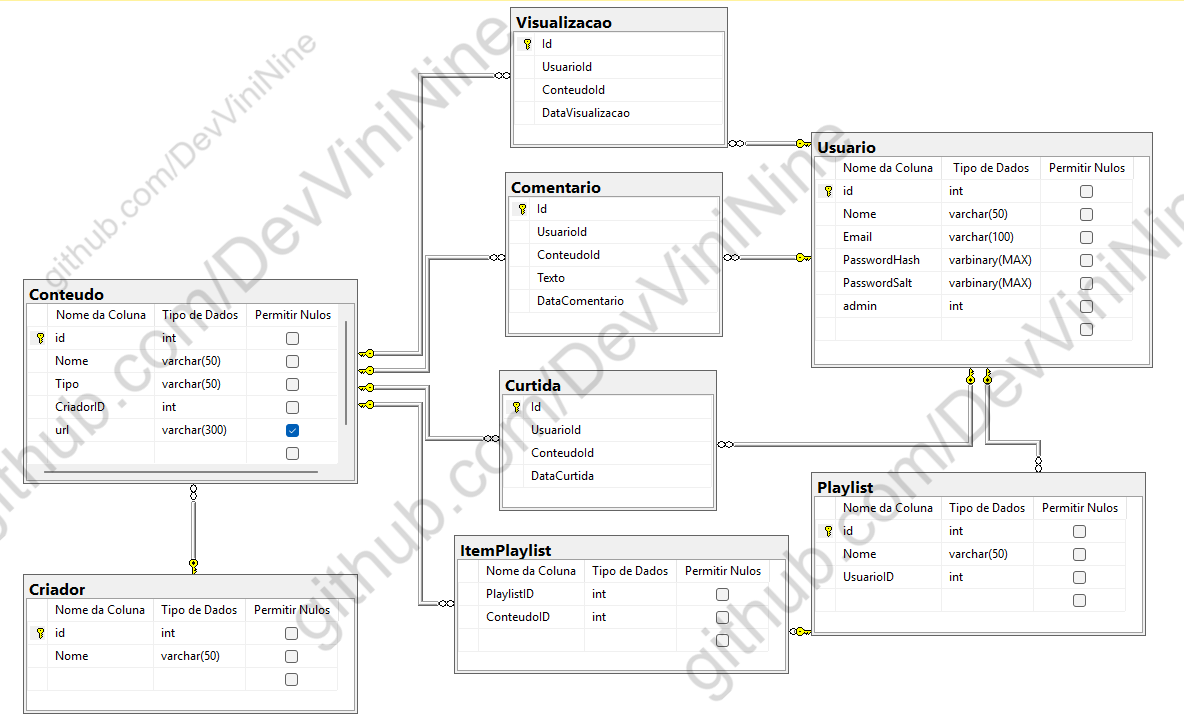 Visualizacao
Id
UsuarioId
ConteudoId
DataVisualizacao
Comentario
Id
UsuarioId
ConteudoId
Texto
DataComentario
Usuario
Nome da Coluna Tipo de Dados Permitir Nulos
id int
Nome varchar(50)
Email varchar(100)
PasswordHash varbinary(MAX)
PasswordSalt varbinary(MAX)
admin int
Conteudo
Nome da Coluna Tipo de Dados Permitir Nulos
id int
Nome varchar(50)
Tipo varchar(50)
CriadorID int
url varchar(300)
Curtida
Id
UsuarioId
ConteudoId
DataCurtida
Playlist
Nome da Coluna Tipo de Dados Permitir Nulos
id int
Nome varchar(50)
UsuarioID int
ItemPlaylist
Nome da Coluna Tipo de Dados Permitir Nulos
PlaylistID int
ConteudoID int
Criador
Nome da Coluna Tipo de Dados Permitir Nulos
id int
Nome varchar(50)
github.com/DevViniNine
github.com/DevViniNine
github.com/DevViniNine
github.com/DevViniNin